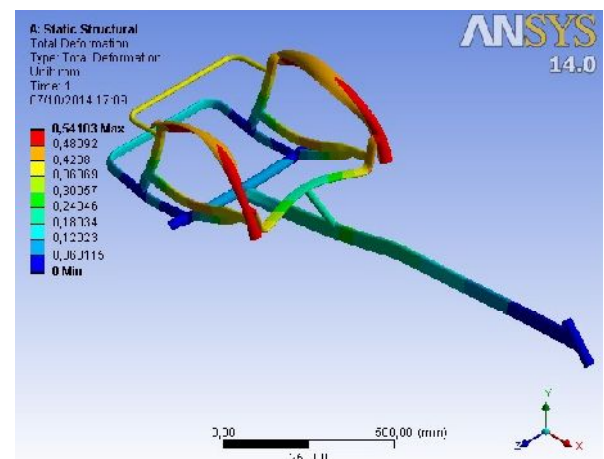 A: Static Structural
Total Deformation
Type: Total Deformation
Unit: mm
Time: 1
07/10/2014 17:09
ANSYS
14.0
0,54103 Max
0,48092
0,4208
0,36069
0,30057
0,24046
0,18034
0,12023
0,060115
0 Min
0,00
500,00 (mm)
Y
Z
X